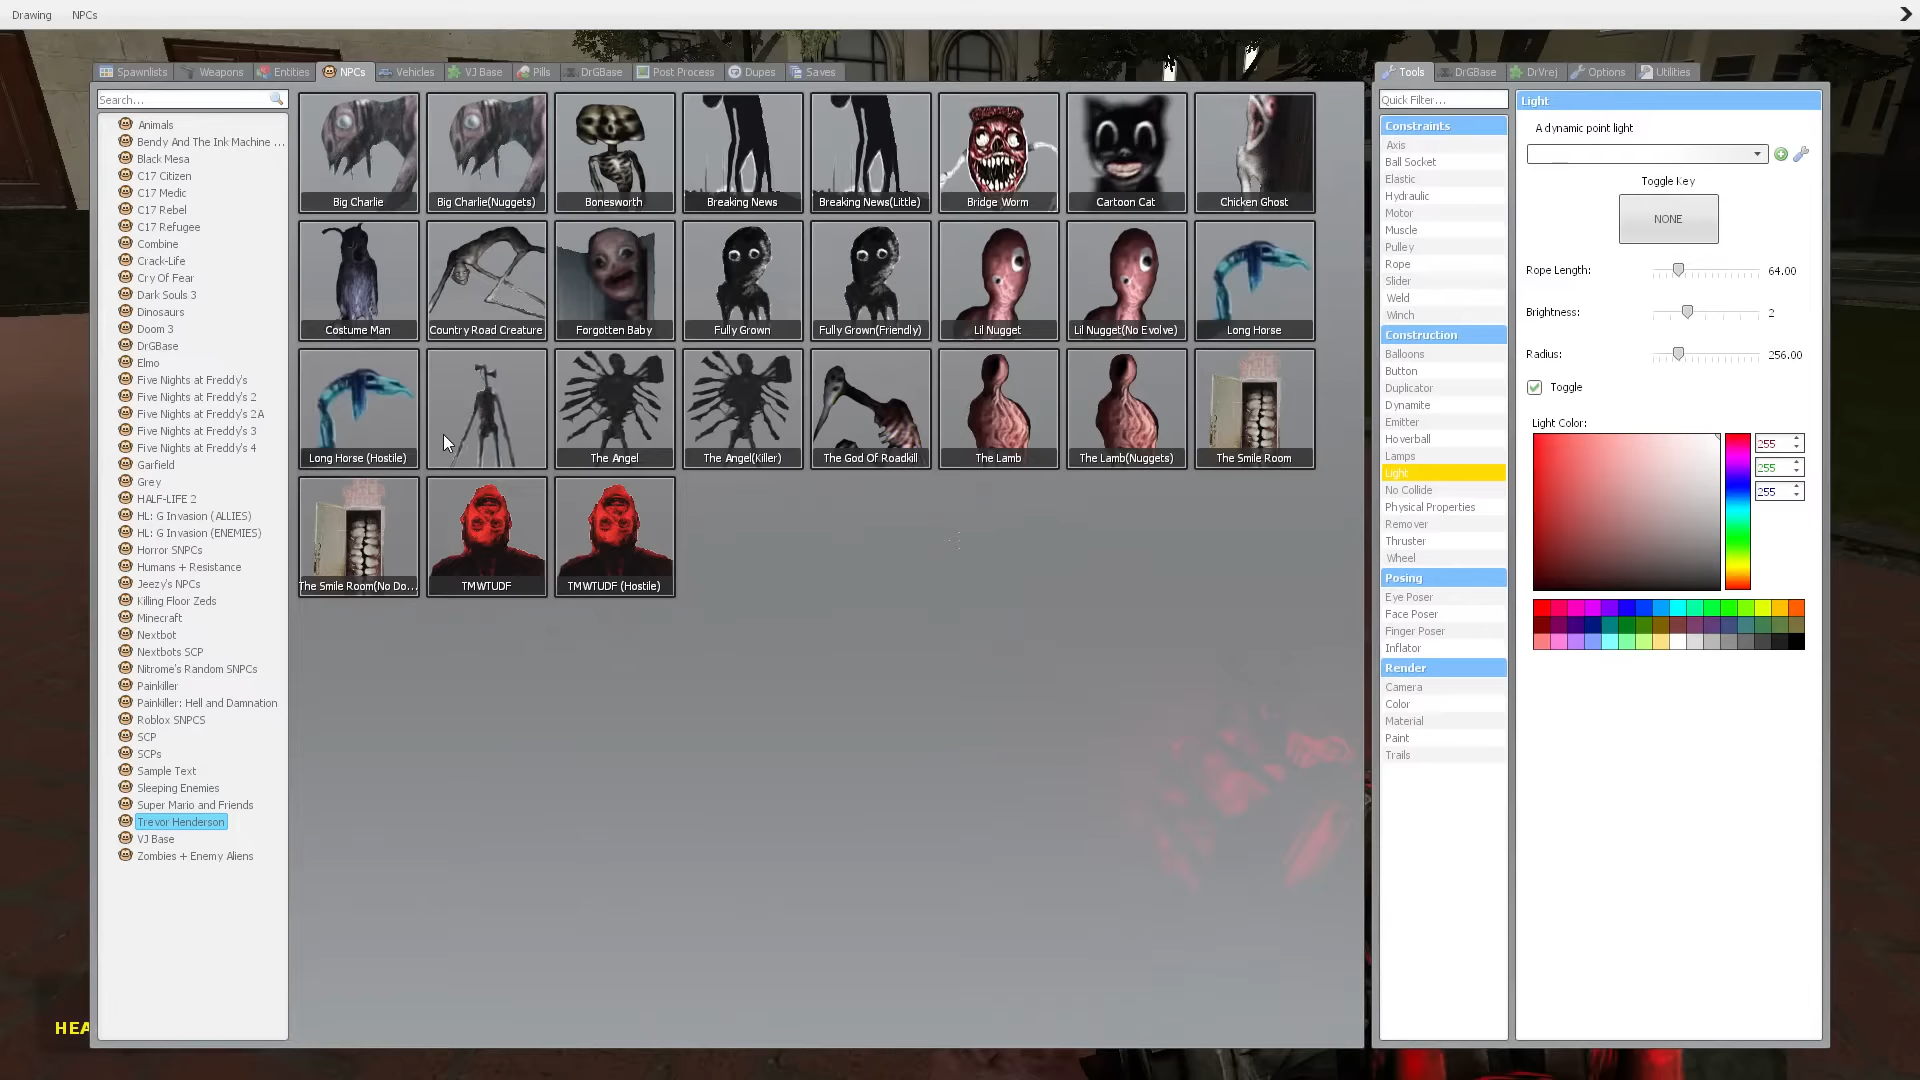 Drawing NPCs
Spawnlists Weapons Entities NPCs Vehicles VJ Base Pills DrGBase Post Process Dupes Saves
Search...
Animals
Bendy And The Ink Machine ...
Black Mesa
C17 Citizen
C17 Medic
C17 Rebel
C17 Refugee
Combine
Crack-Life
Cry Of Fear
Dark Souls 3
Dinosaurs
Doom 3
DrGBase
Elmo
Five Nights at Freddy's
Five Nights at Freddy's 2
Five Nights at Freddy's 2A
Five Nights at Freddy's 3
Five Nights at Freddy's 4
Garfield
Grey
HALF-LIFE 2
HL: G Invasion (ALLIES)
HL: G Invasion (ENEMIES)
Horror SNPCs
Humans + Resistance
Jeezy's NPCs
Killing Floor Zeds
Minecraft
Nextbot
Nextbots SCP
Nitrome's Random SNPCs
Painkiller
Painkiller: Hell and Damnation
Roblox SNPCS
SCP
SCPs
Sample Text
Sleeping Enemies
Super Mario and Friends
Trevor Henderson
VJ Base
Zombies + Enemy Aliens
Big Charlie Big Charlie(Nuggets) Bonesworth Breaking News Breaking News(Little) Bridge Worm Cartoon Cat Chicken Ghost
Costume Man Country Road Creature Forgotten Baby Fully Grown Fully Grown(Friendly) Lil Nugget Lil Nugget(No Evolve) Long Horse
Long Horse (Hostile) The Angel The Angel(Killer) The God Of Roadkill The Lamb The Lamb(Nuggets) The Smile Room
The Smile Room(No Do... TMWTUDF TMWTUDF (Hostile)
HEA
Tools DrGBase DrVrej Options Utilities
Quick Filter...
Constraints
Axis
Ball Socket
Elastic
Hydraulic
Motor
Muscle
Pulley
Rope
Slider
Weld
Winch
Construction
Balloons
Button
Duplicator
Dynamite
Emitter
Hoverball
Lamps
Light
No Collide
Physical Properties
Remover
Thruster
Wheel
Posing
Eye Poser
Face Poser
Finger Poser
Inflator
Render
Camera
Color
Material
Paint
Trails
Light
A dynamic point light
Toggle Key
NONE
Rope Length: 64.00
Brightness: 2
Radius: 256.00
Toggle
Light Color:
255
255
255